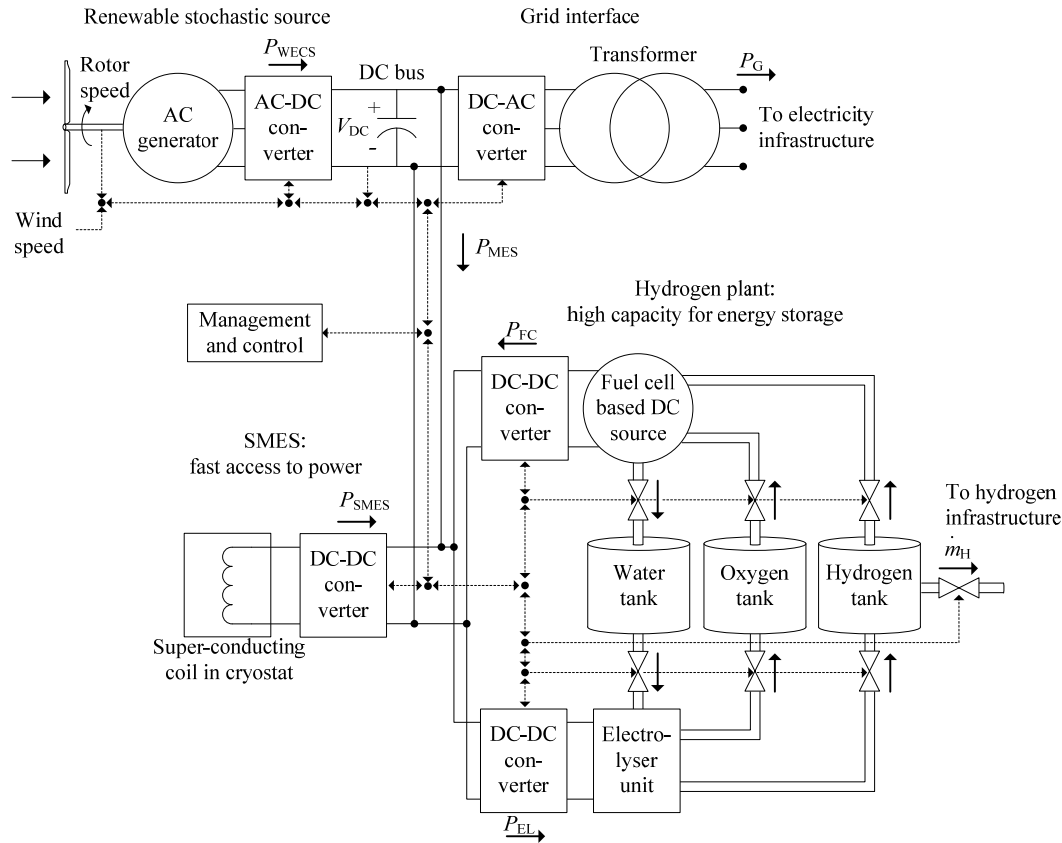 Renewable stochastic source
Grid interface
P_WECS
Rotor
speed
DC bus
Transformer
P_G
AC
generator
AC-DC
con-
verter
+
V_DC
-
DC-AC
con-
verter
To electricity
infrastructure
Wind
speed
P_MES
Management
and control
Hydrogen plant:
high capacity for energy storage
P_FC
DC-DC
con-
verter
Fuel cell
based DC
source
SMES:
fast access to power
P_SMES
DC-DC
con-
verter
Super-conducting
coil in cryostat
Water
tank
Oxygen
tank
Hydrogen
tank
To hydrogen
infrastructure
ṁ_H
DC-DC
con-
verter
Electro-
lyser
unit
P_EL